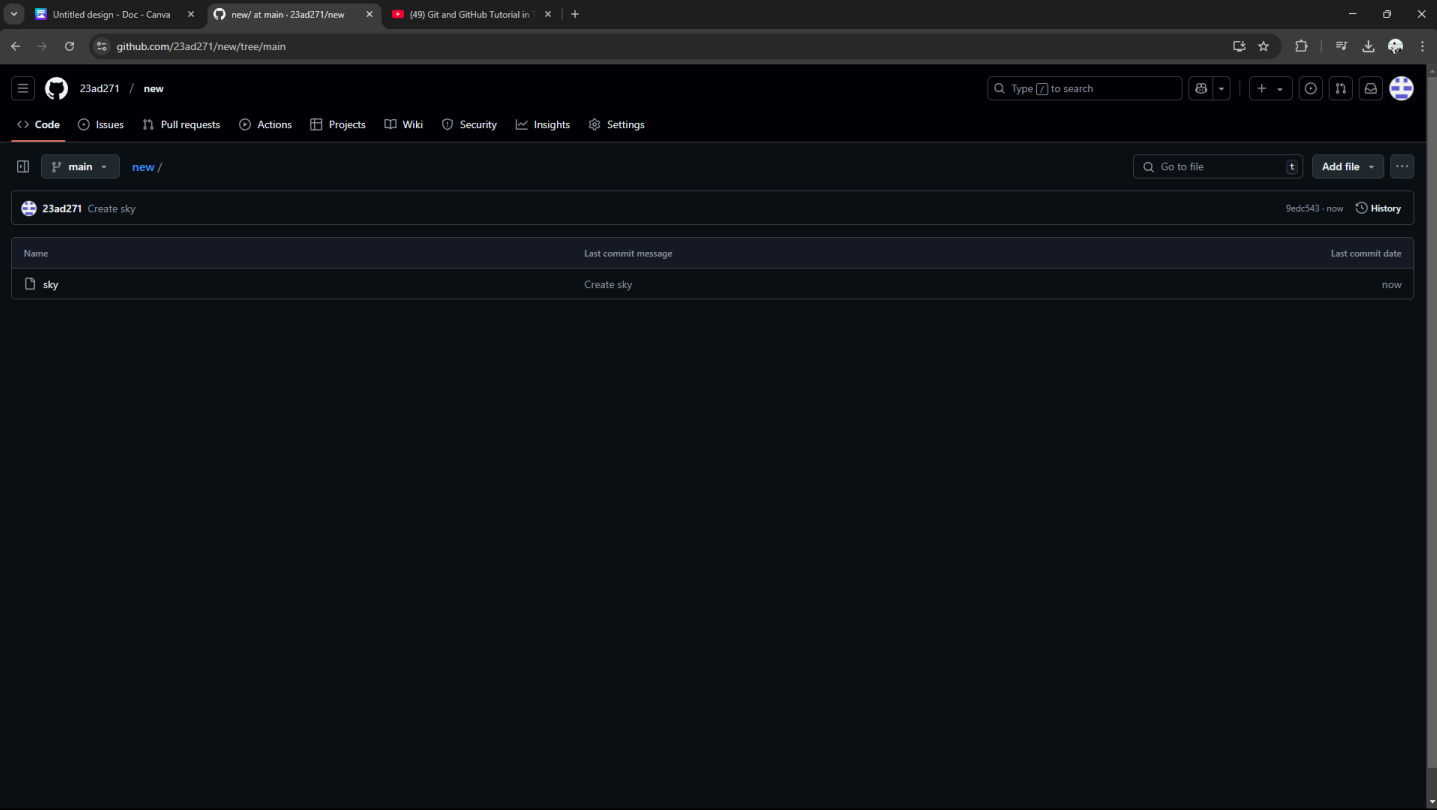 Untitled design - Doc - Canva
new/ at main · 23ad271/new
(49) Git and GitHub Tutorial in
github.com/23ad271/new/tree/main
23ad271 / new
Type / to search
Code Issues Pull requests Actions Projects Wiki Security Insights Settings
main new / Go to file t Add file
23ad271 Create sky 9edc543 · now History
Name Last commit message Last commit date
sky Create sky now